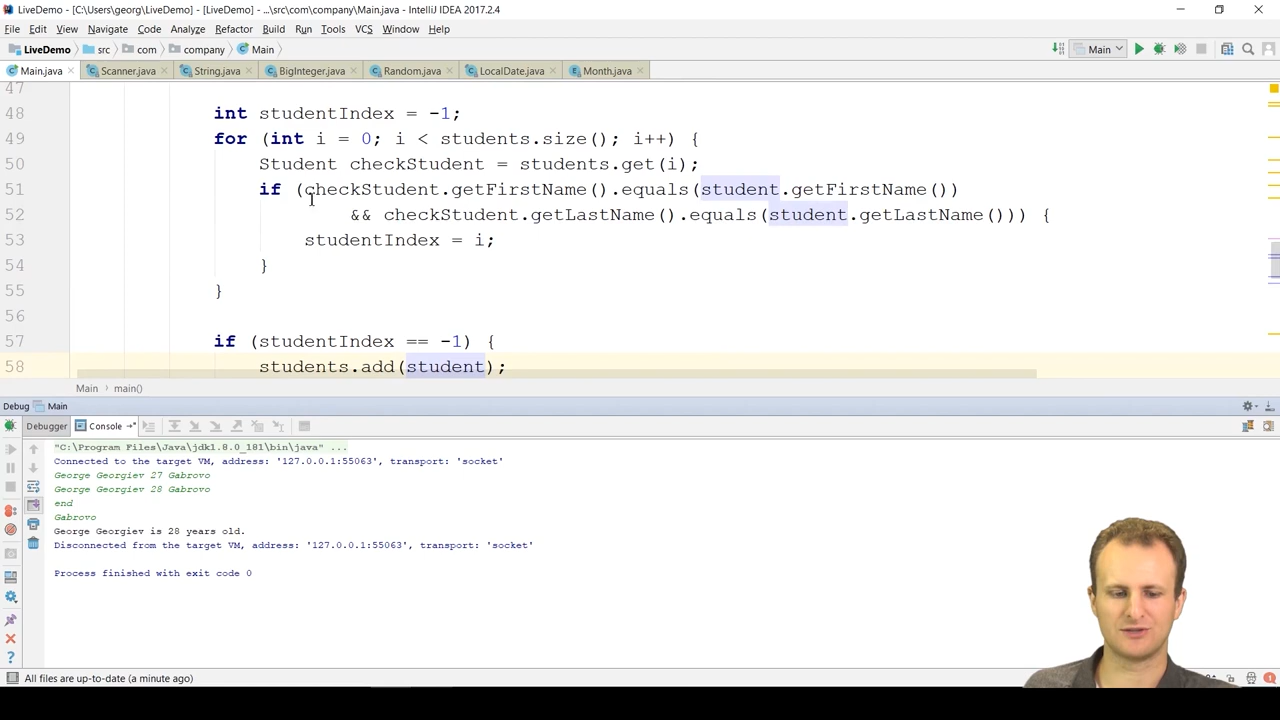 LiveDemo - [C:\Users\georg\LiveDemo] - [LiveDemo] - ...\src\com\company\Main.java - IntelliJ IDEA 2017.2.4
File Edit View Navigate Code Analyze Refactor Build Run Tools VCS Window Help
LiveDemo src com company Main Main
Main.java Scanner.java String.java BigInteger.java Random.java LocalDate.java Month.java
47
48 int studentIndex = -1;
49 for (int i = 0; i < students.size(); i++) {
50 Student checkStudent = students.get(i);
51 if (checkStudent.getFirstName().equals(student.getFirstName())
52 && checkStudent.getLastName().equals(student.getLastName())) {
53 studentIndex = i;
54 }
55 }
56
57 if (studentIndex == -1) {
58 students.add(student);
Main main()
Debug Main
Debugger Console
"C:\Program Files\Java\jdk1.8.0_181\bin\java" ...
Connected to the target VM, address: '127.0.0.1:55063', transport: 'socket'
George Georgiev 27 Gabrovo
George Georgiev 28 Gabrovo
end
Gabrovo
George Georgiev is 28 years old.
Disconnected from the target VM, address: '127.0.0.1:55063', transport: 'socket'
Process finished with exit code 0
All files are up-to-date (a minute ago)